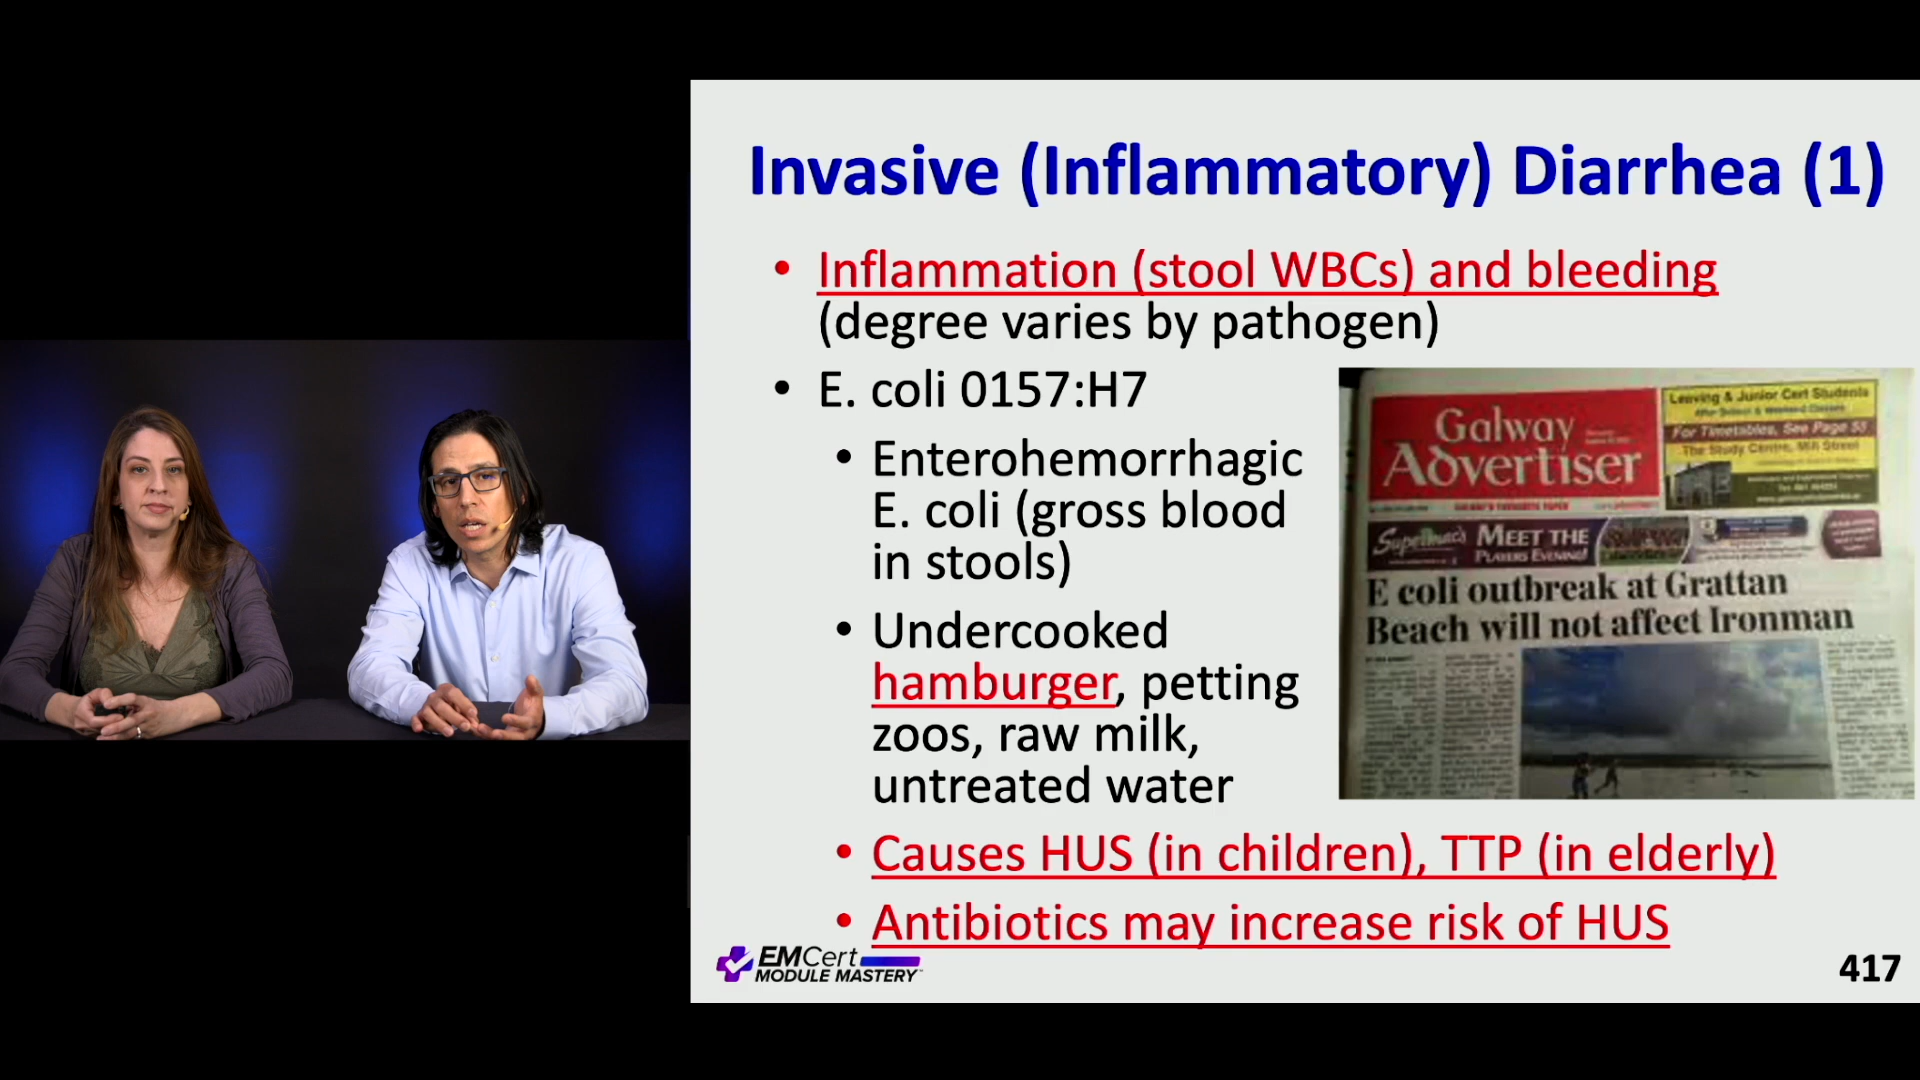 Invasive (Inflammatory) Diarrhea (1)
• Inflammation (stool WBCs) and bleeding
(degree varies by pathogen)
• E. coli 0157:H7
• Enterohemorrhagic
E. coli (gross blood
in stools)
• Undercooked
hamburger, petting
zoos, raw milk,
untreated water
• Causes HUS (in children), TTP (in elderly)
• Antibiotics may increase risk of HUS
Galway
Advertiser
Leaving & Junior Cert Students
For Timetables, See Page 55
The Study Centre, Mill Street
Supermac's MEET THE
PLAYERS EVENING!
E coli outbreak at Grattan
Beach will not affect Ironman
EMCert
MODULE MASTERY
417